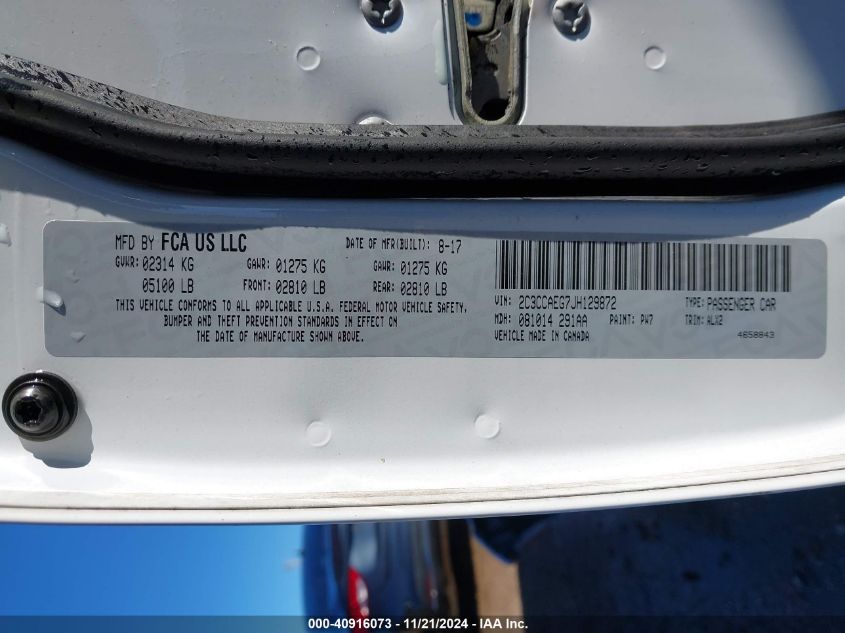 MFD BY FCA US LLC DATE OF MFR(BUILT): 8-17
GVWR: 02314 KG GAWR: 01275 KG GAWR: 01275 KG
05100 LB FRONT: 02810 LB REAR: 02810 LB
THIS VEHICLE CONFORMS TO ALL APPLICABLE U.S.A. FEDERAL MOTOR VEHICLE SAFETY,
BUMPER AND THEFT PREVENTION STANDARDS IN EFFECT ON
THE DATE OF MANUFACTURE SHOWN ABOVE.
VIN: 2C3CCAEG7JH129872 TYPE: PASSENGER CAR
MDH: 081014 291AA PAINT: PW7 TRIM: ALX2
VEHICLE MADE IN CANADA 4658843
000-40916073 — 11/21/2024 — IAA Inc.